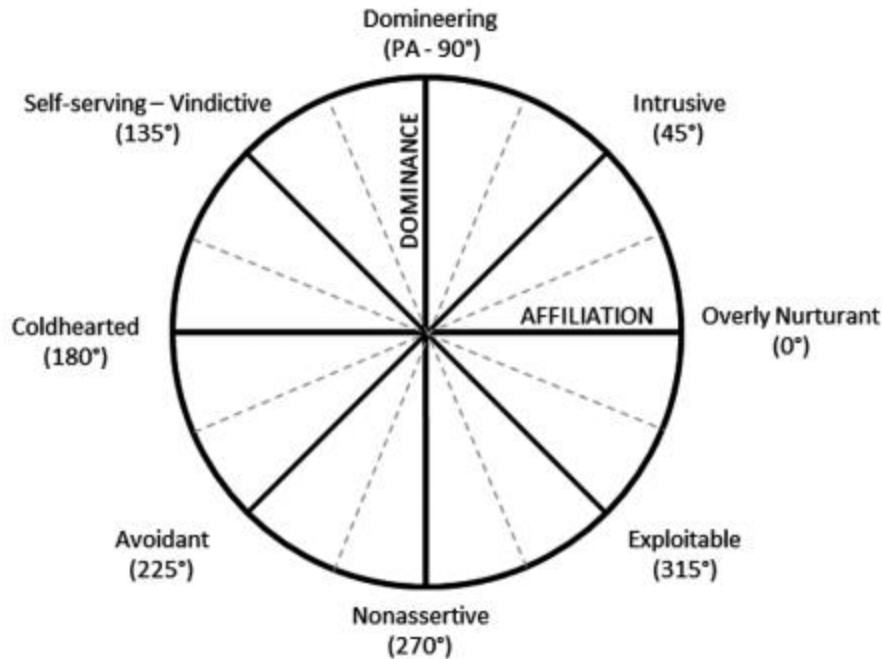 Domineering
(PA - 90°)
Self-serving – Vindictive
(135°)
Intrusive
(45°)
DOMINANCE
AFFILIATION
Coldhearted
(180°)
Overly Nurturant
(0°)
Avoidant
(225°)
Exploitable
(315°)
Nonassertive
(270°)